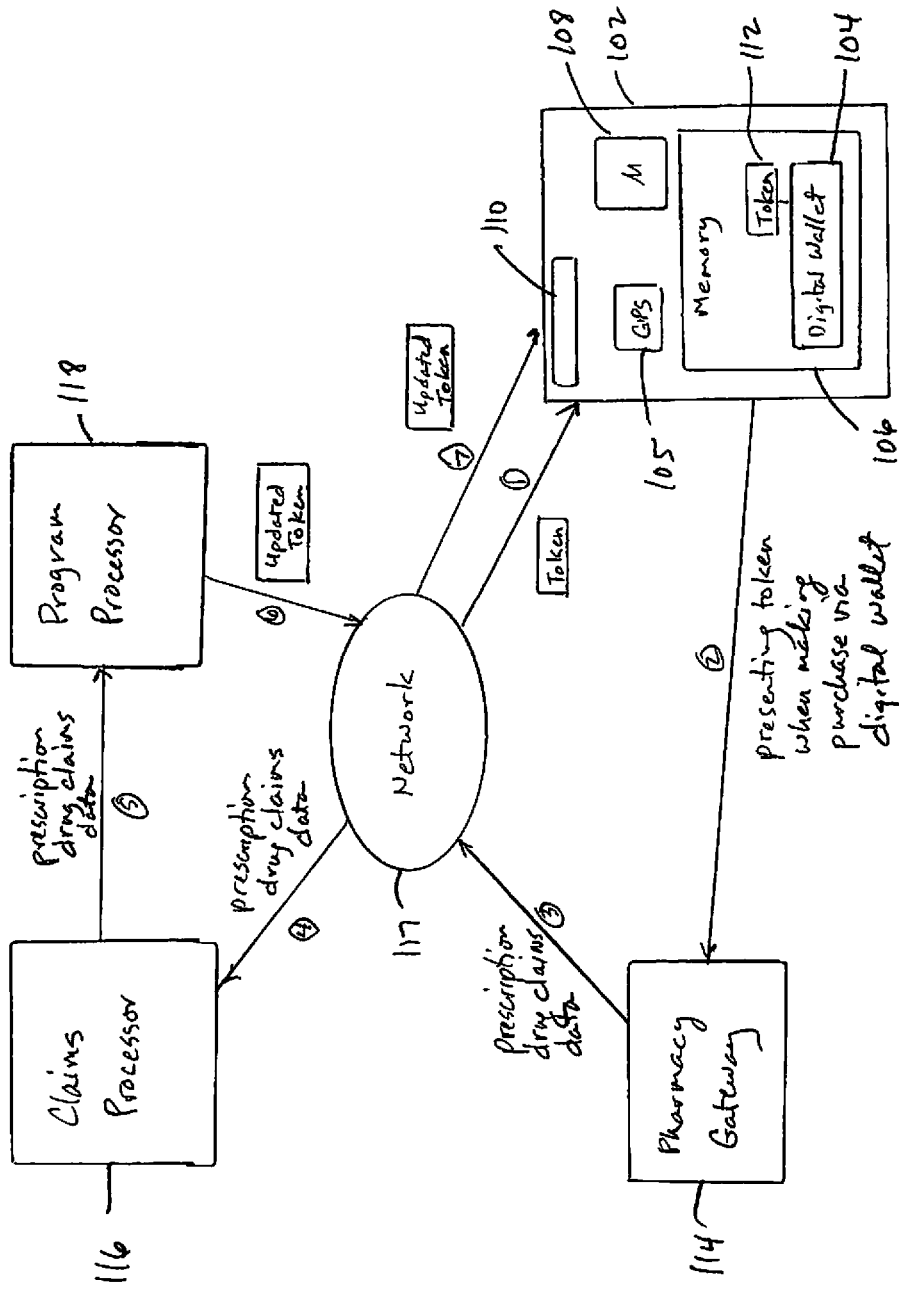 116
Claims
Processor
prescription
drug claims
data
5
Program
Processor
118
prescription
drug claims
data
4
6
Updated
Token
117
Network
7
Updated
Token
1
Token
Prescription
drug claims
data
3
110
114
Pharmacy
Gateway
2
presenting token
when making
purchase via
digital wallet
105
GPS
M
108
102
Memory
Token
112
Digital Wallet
104
106